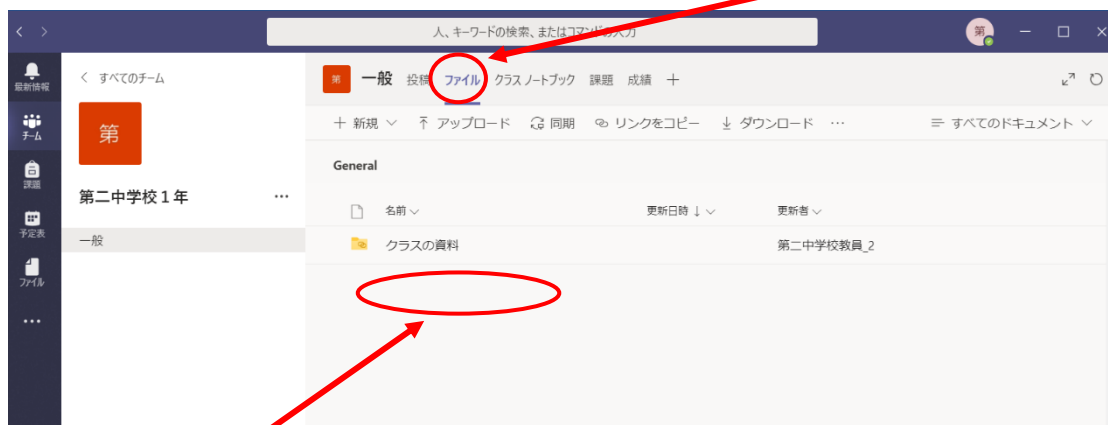 人、キーワードの検索、またはコマンドの入力
第
最新情報
チーム
課題
予定表
ファイル
…
すべてのチーム
第
第二中学校１年 …
一般
第 一般 投稿 ファイル クラス ノートブック 課題 成績 ＋
＋ 新規 アップロード 同期 リンクをコピー ダウンロード … すべてのドキュメント
General
名前 更新日時 ↓ 更新者
クラスの資料 第二中学校教員_2